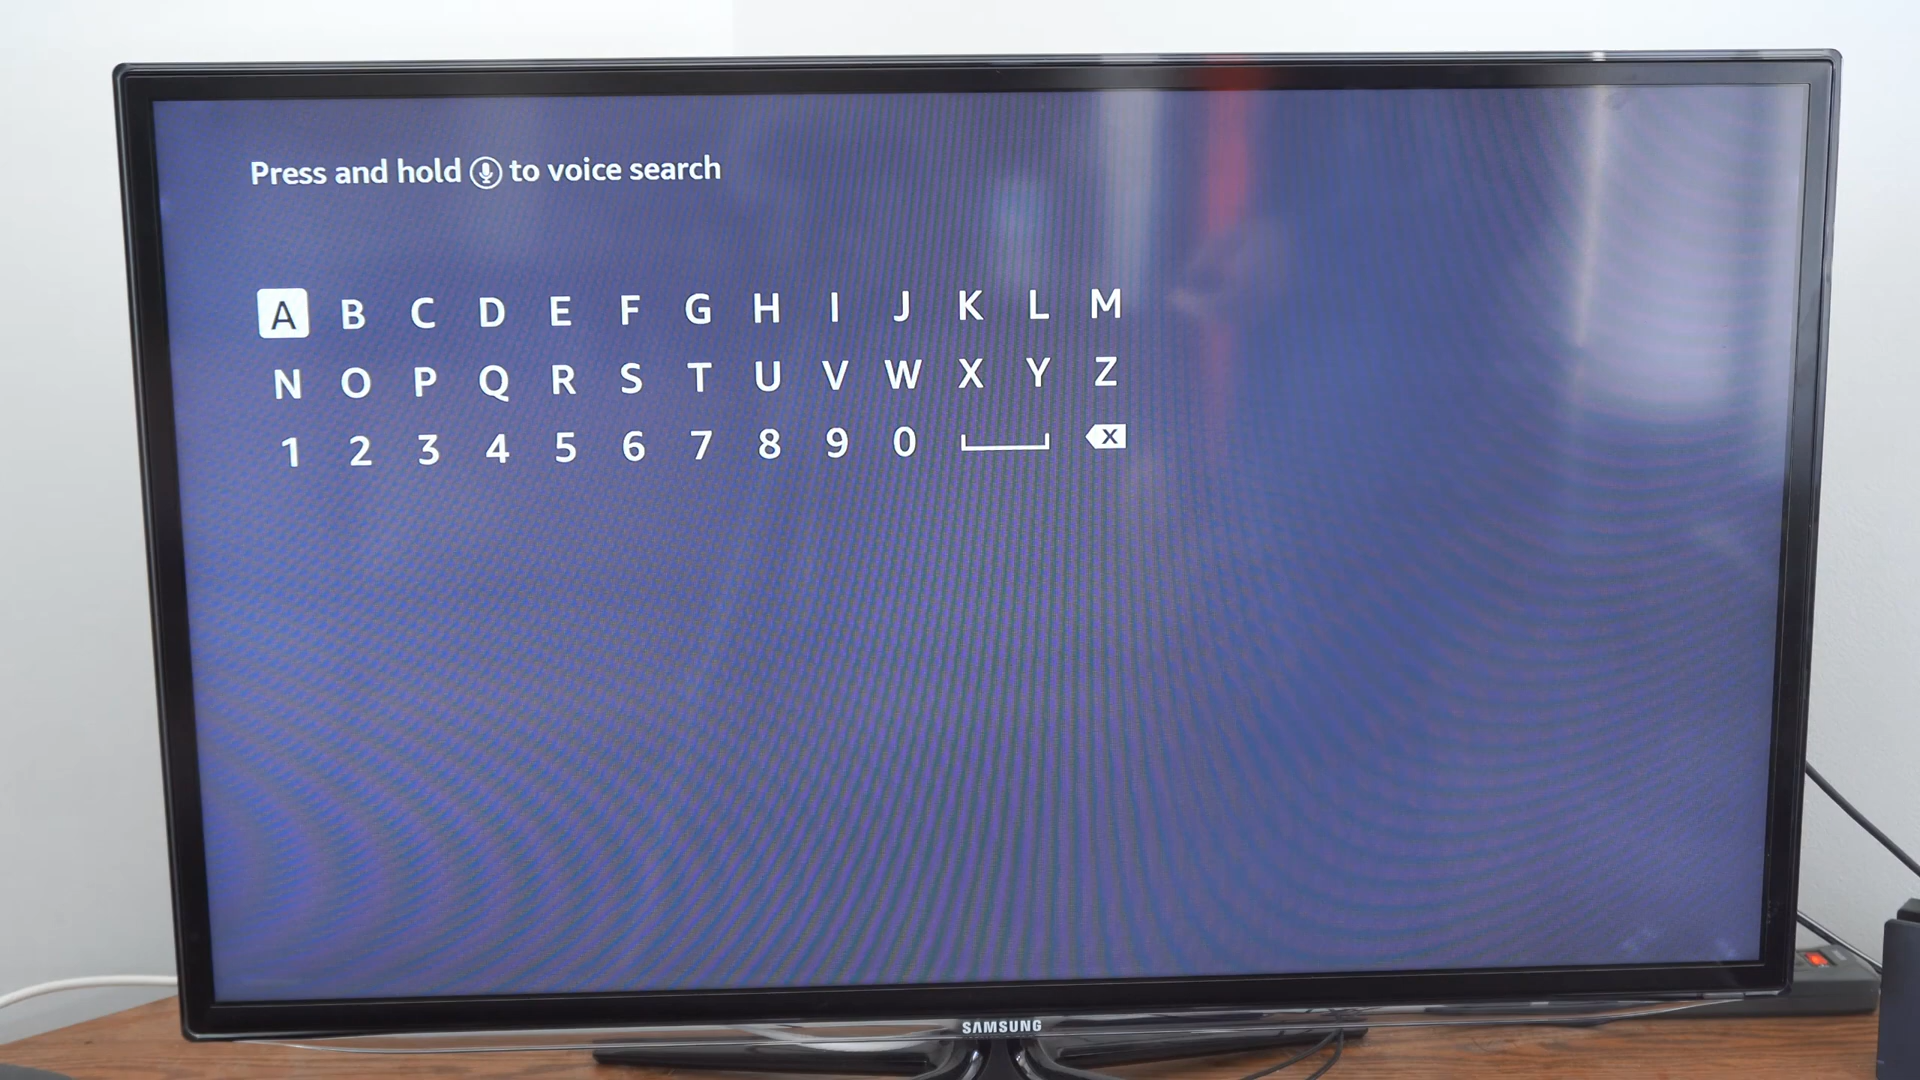 Press and hold to voice search
A B C D E F G H I J K L M
N O P Q R S T U V W X Y Z
1 2 3 4 5 6 7 8 9 0
SAMSUNG